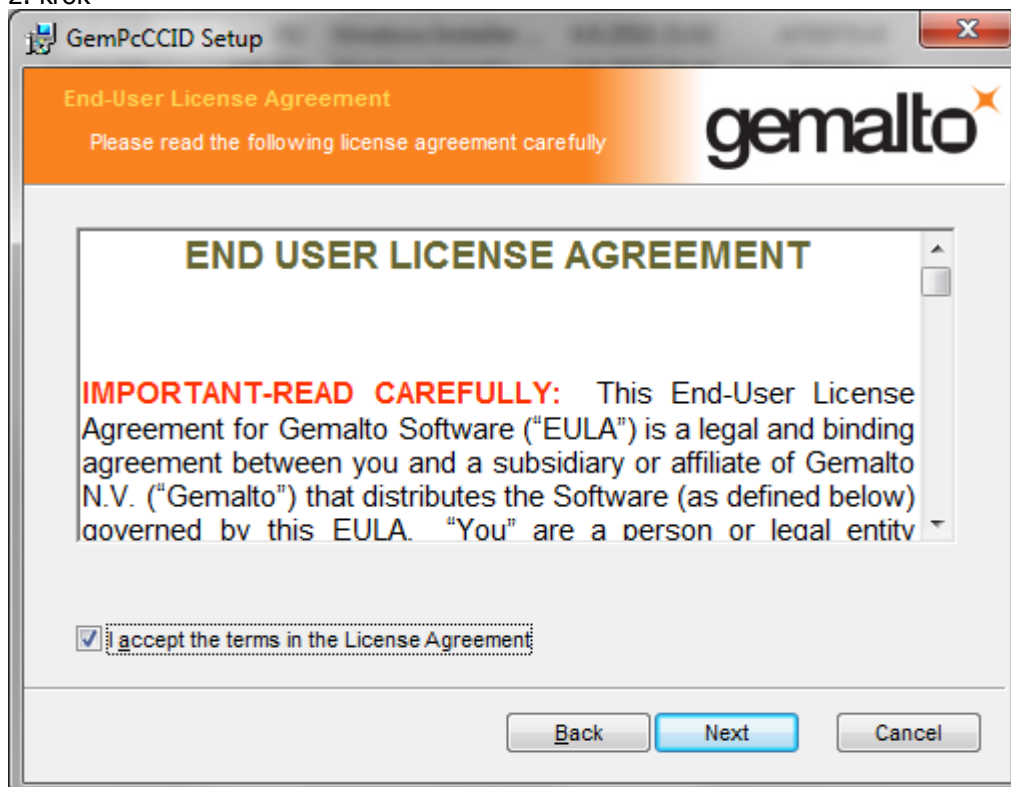 2. krok
GemPcCCID Setup
End-User License Agreement
Please read the following license agreement carefully
gemalto
END USER LICENSE AGREEMENT
IMPORTANT-READ CAREFULLY: This End-User License
Agreement for Gemalto Software (“EULA”) is a legal and binding
agreement between you and a subsidiary or affiliate of Gemalto
N.V. (“Gemalto”) that distributes the Software (as defined below)
governed by this EULA. “You” are a person or legal entity
I accept the terms in the License Agreement
Back Next Cancel